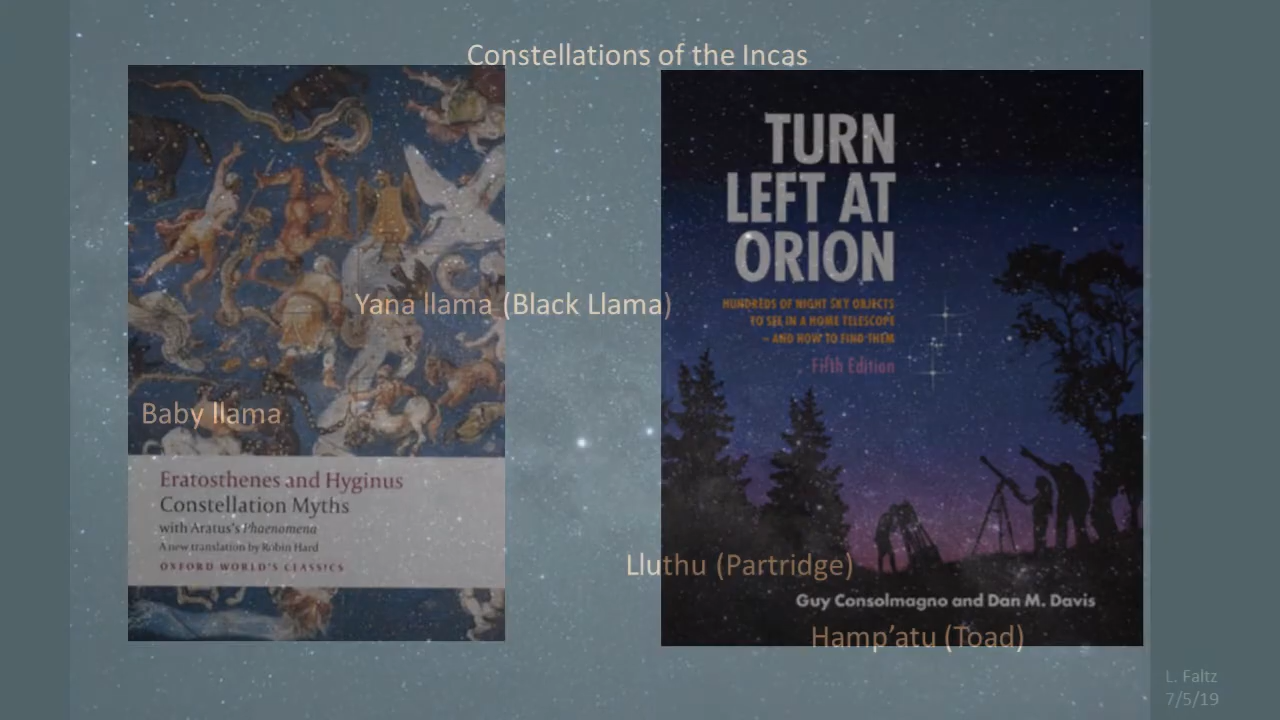 Constellations of the Incas
TURN
LEFT AT
ORION
HUNDREDS OF NIGHT SKY OBJECTS
TO SEE IN A HOME TELESCOPE
– AND HOW TO FIND THEM
Fifth Edition
Yana llama (Black Llama)
Baby llama
Eratosthenes and Hyginus
Constellation Myths
with Aratus's Phaenomena
A new translation by Robin Hard
OXFORD WORLD'S CLASSICS
Lluthu (Partridge)
Guy Consolmagno and Dan M. Davis
Hamp’atu (Toad)
L. Faltz
7/5/19